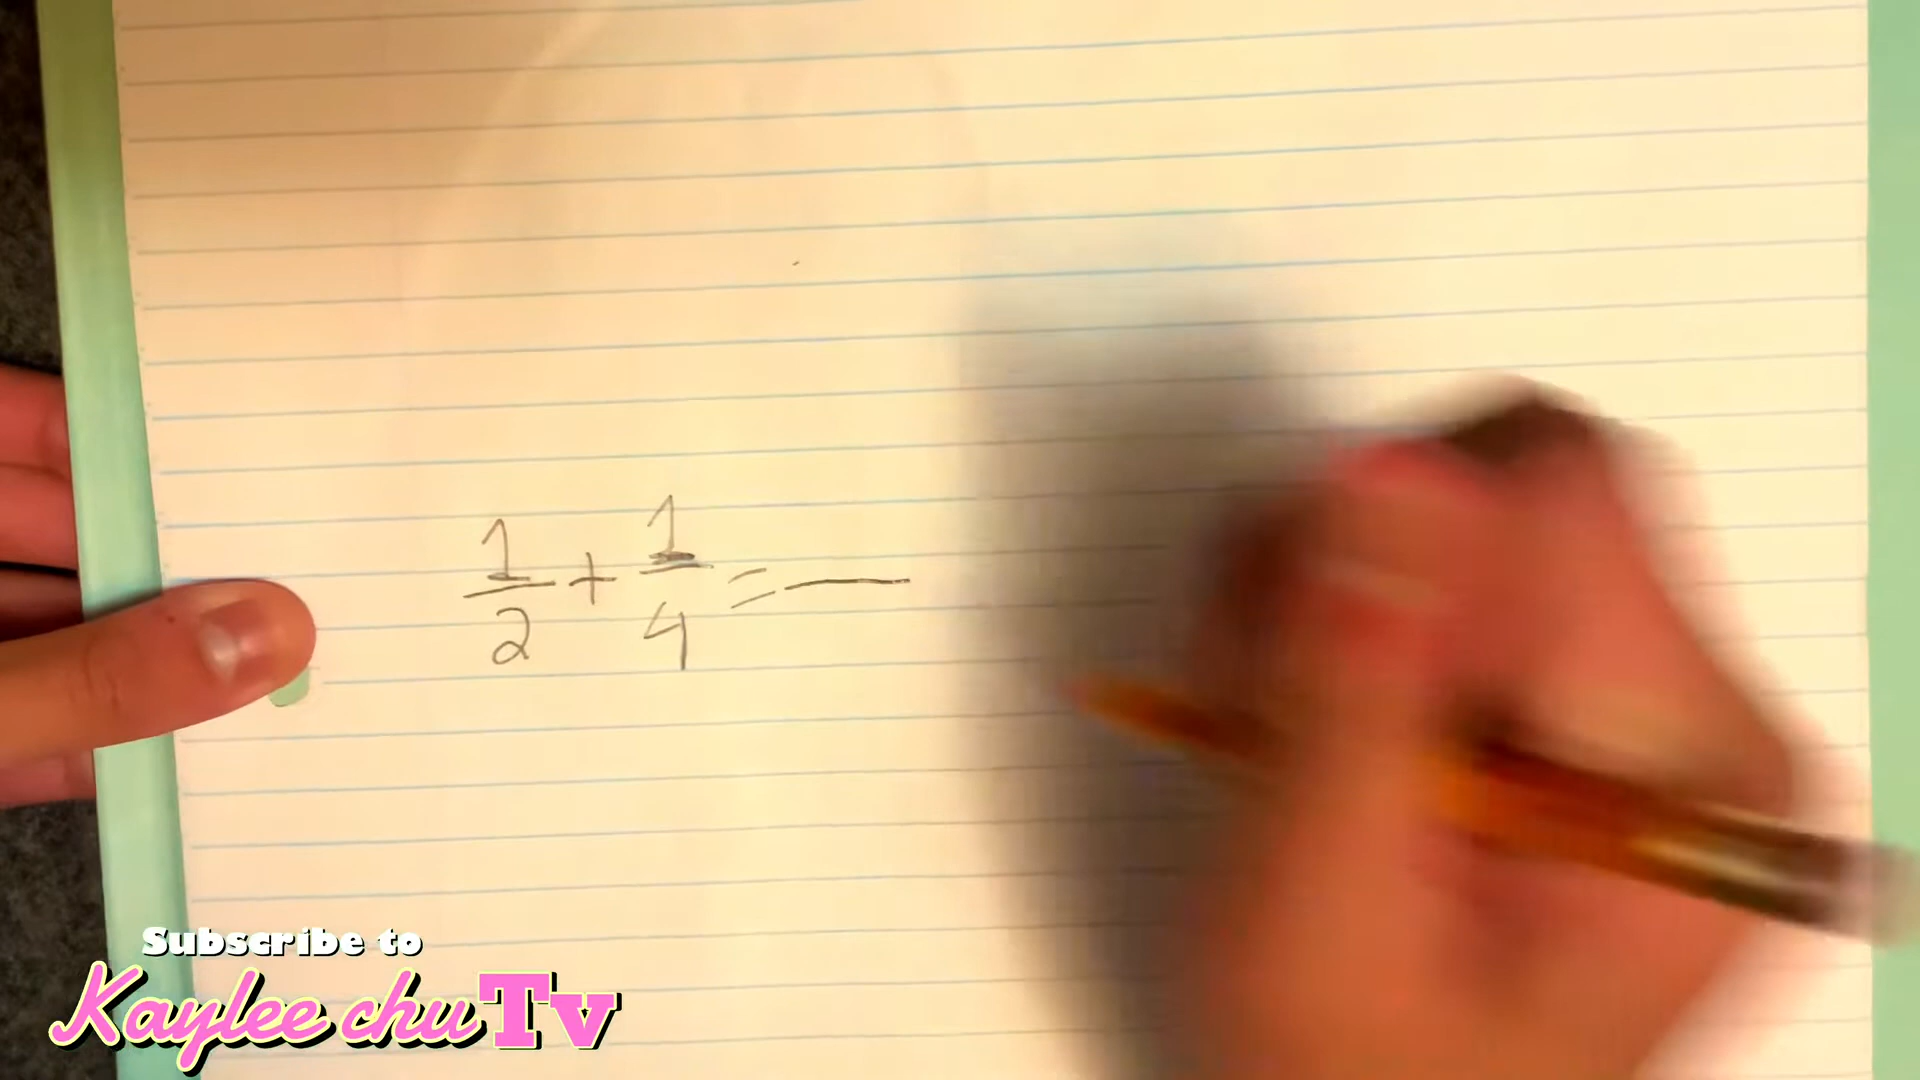 1/2 + 1/4 =
Subscribe to
Kaylee chu Tv